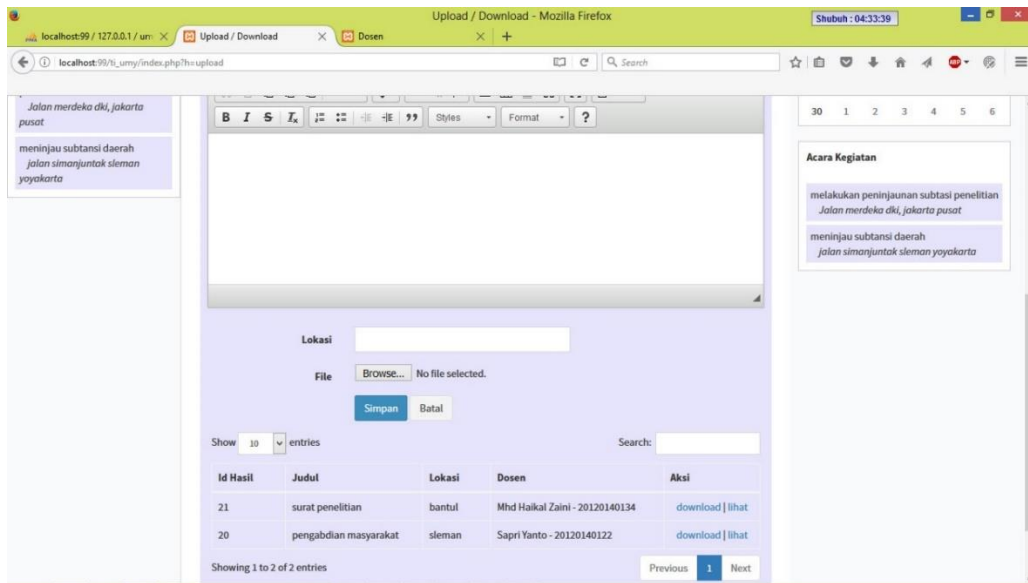 Upload / Download - Mozilla Firefox
Shubuh : 04:33:39
localhost:99 / 127.0.0.1 / um
Upload / Download
Dosen
localhost:99/ti_umy/index.php?h=upload
Search
ABP
Jalan merdeka dki, jakarta
pusat
meninjau subtansi daerah
jalan simanjuntak sleman
yoyakarta
B I S Ix Styles Format ?
Lokasi
File Browse... No file selected.
Simpan Batal
Show 10 entries Search:
Id Hasil Judul Lokasi Dosen Aksi
21 surat penelitian bantul Mhd Haikal Zaini - 20120140134 download | lihat
20 pengabdian masyarakat sleman Sapri Yanto - 20120140122 download | lihat
Showing 1 to 2 of 2 entries Previous 1 Next
30 1 2 3 4 5 6
Acara Kegiatan
melakukan peninjaunan subtasi penelitian
Jalan merdeka dki, jakarta pusat
meninjau subtansi daerah
jalan simanjuntak sleman yoyakarta